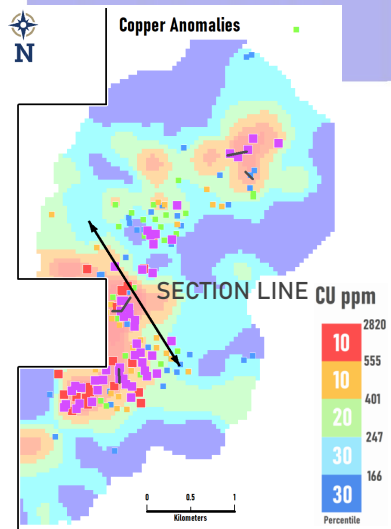 Copper Anomalies
N
SECTION LINE
CU ppm
2820
10
555
10
401
20
247
30
166
30
Percentile
0 0.5 1
Kilometers